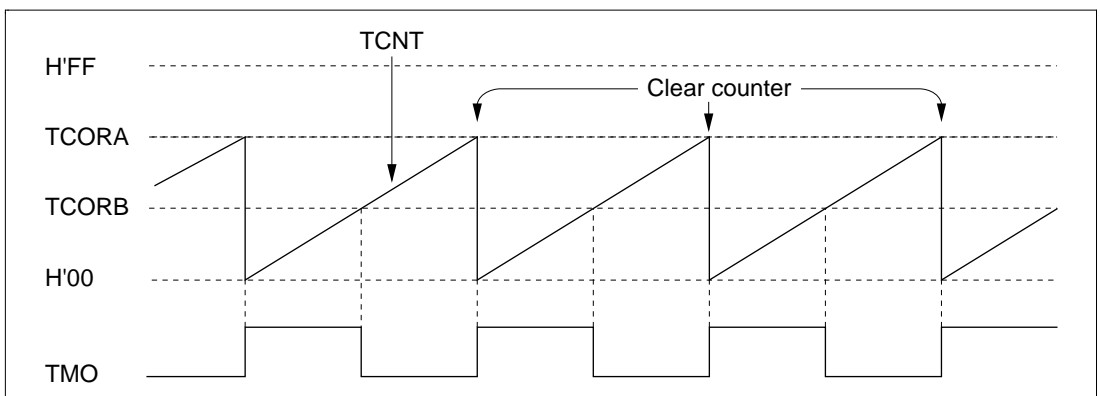 TCNT
H'FF
Clear counter
TCORA
TCORB
H'00
TMO